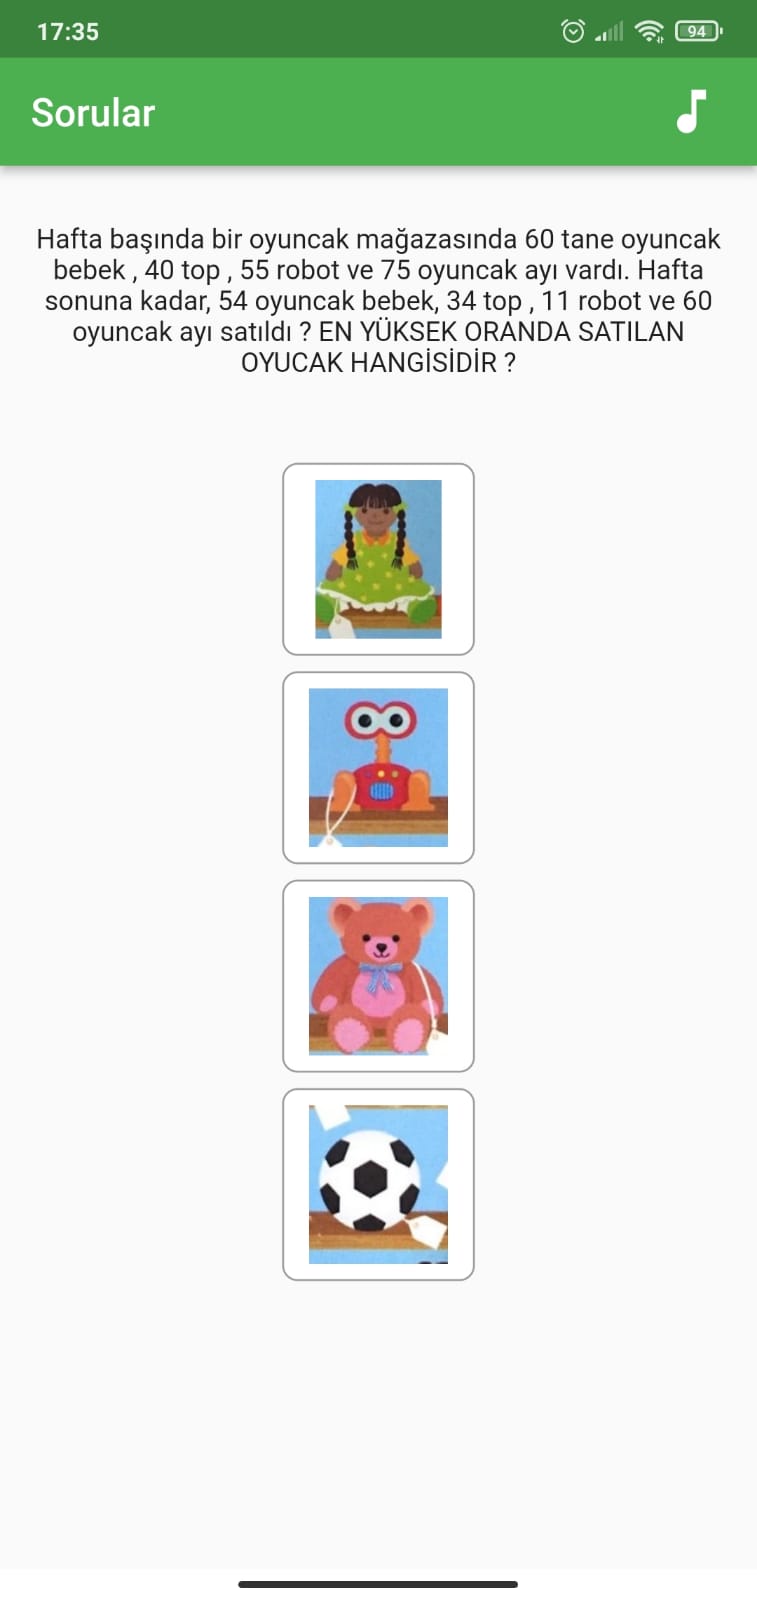 17:35
94
Sorular
Hafta başında bir oyuncak mağazasında 60 tane oyuncak
bebek , 40 top , 55 robot ve 75 oyuncak ayı vardı. Hafta
sonuna kadar, 54 oyuncak bebek, 34 top , 11 robot ve 60
oyuncak ayı satıldı ? EN YÜKSEK ORANDA SATILAN
OYUCAK HANGİSİDİR ?